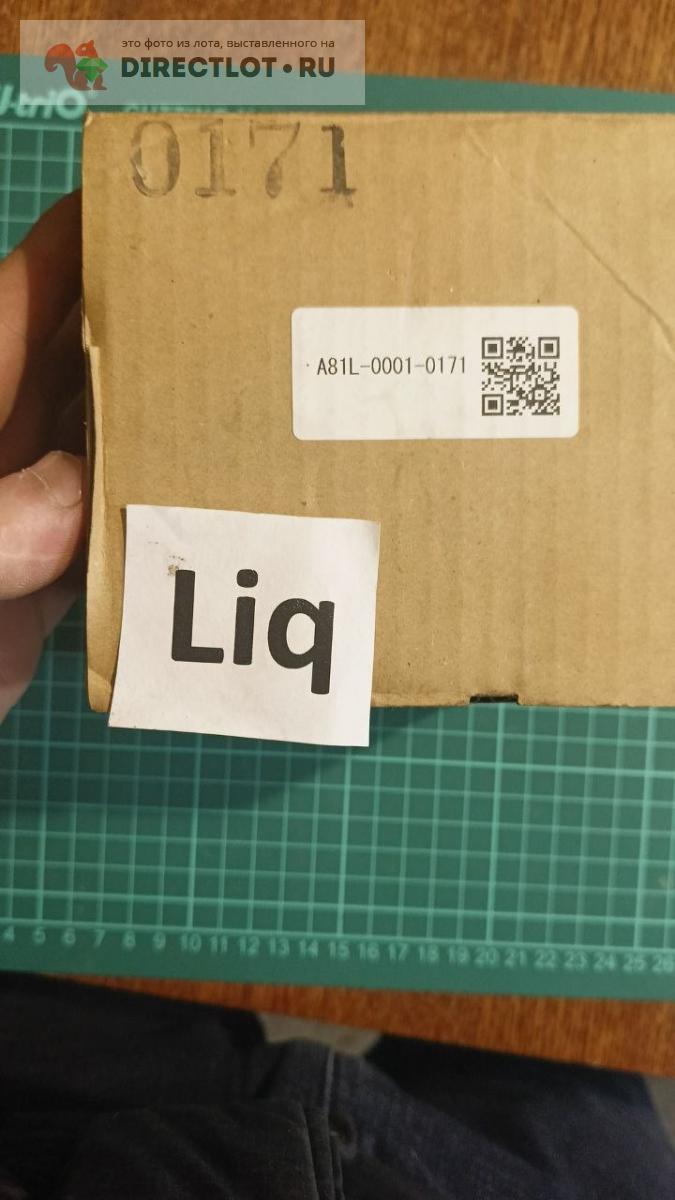 это фото из лота, выставленного на
DIRECTLOT•RU
0171
A81L-0001-0171
Liq
4 5 6 7 8 9 10 11 12 13 14 15 16 17 18 19 20 21 22 23 24 25 26